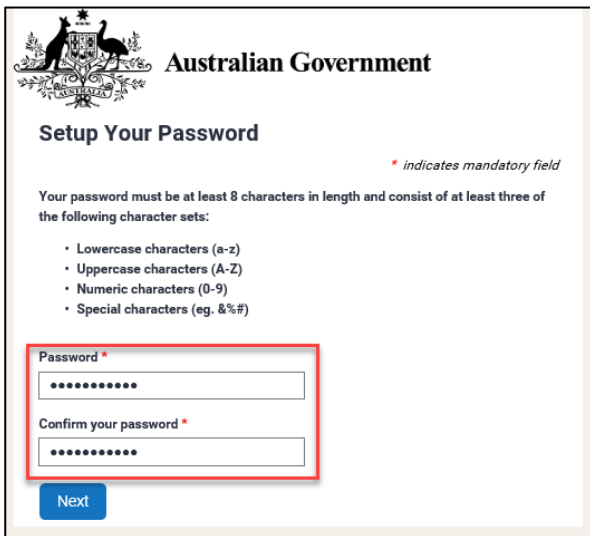 AUSTRALIA
Australian Government
Setup Your Password
* indicates mandatory field
Your password must be at least 8 characters in length and consist of at least three of
the following character sets:
• Lowercase characters (a-z)
• Uppercase characters (A-Z)
• Numeric characters (0-9)
• Special characters (eg. &%#)
Password *
•••••••••••
Confirm your password *
•••••••••••
Next